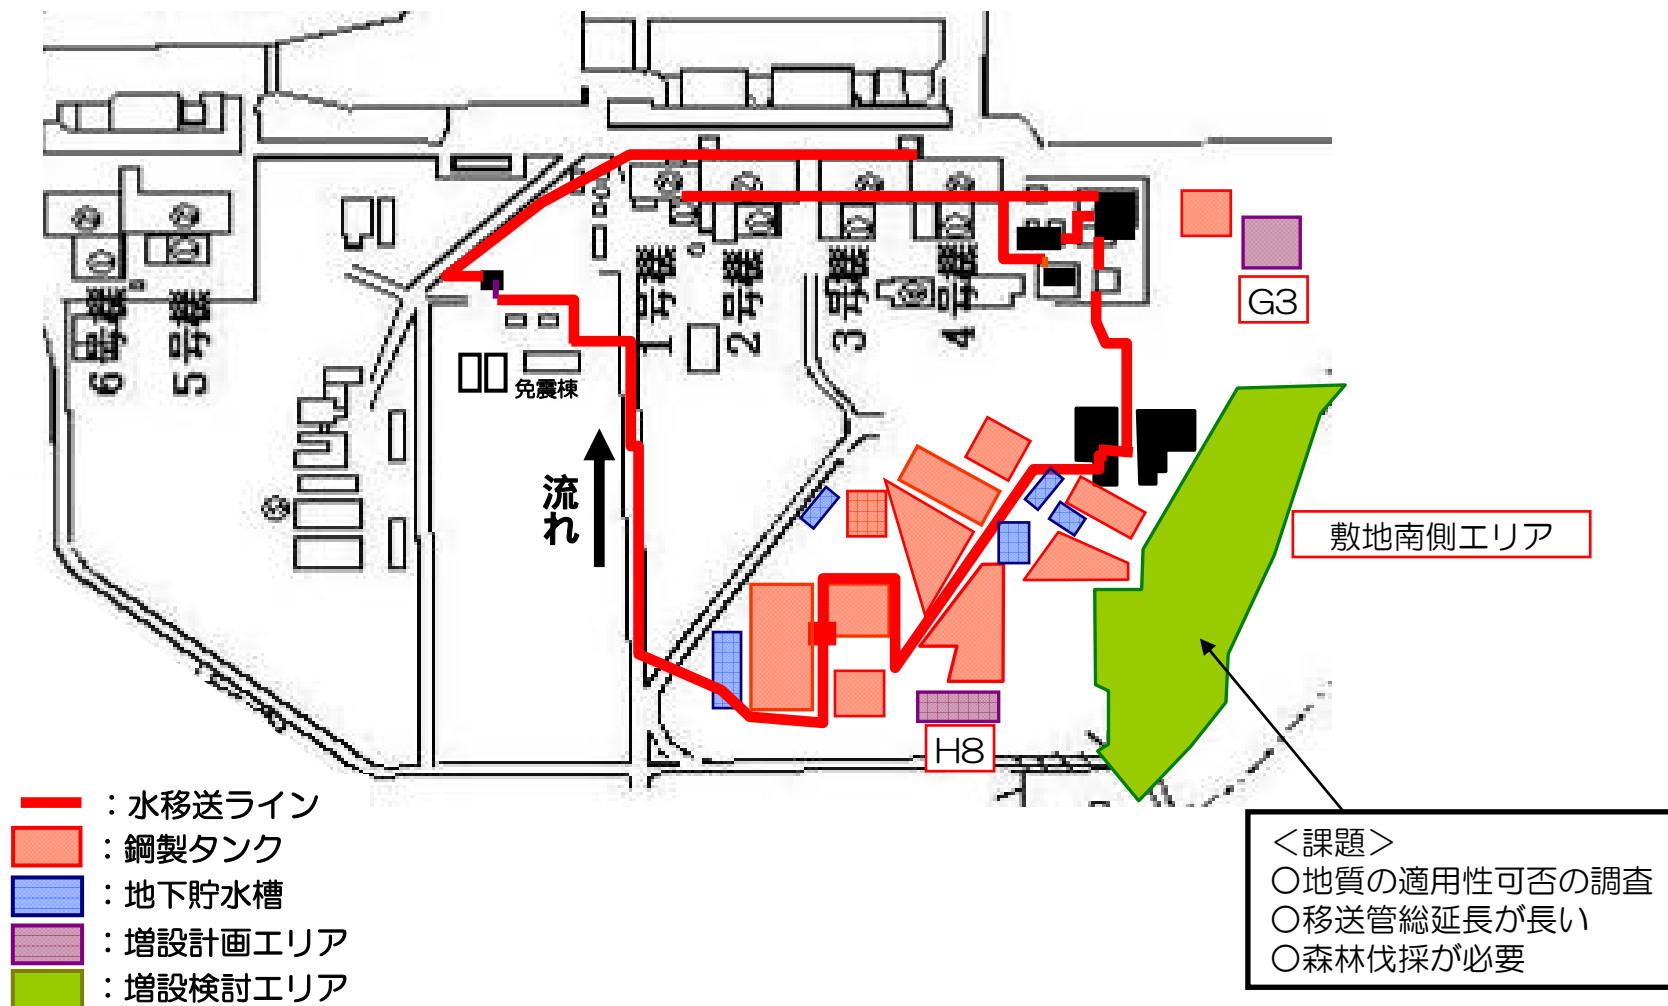 6号機
5号機
1号機
2号機
3号機
4号機
G3
免震棟
流れ
敷地南側エリア
H8
：水移送ライン
：鋼製タンク
：地下貯水槽
：増設計画エリア
：増設検討エリア
＜課題＞
○地質の適用性可否の調査
○移送管総延長が長い
○森林伐採が必要